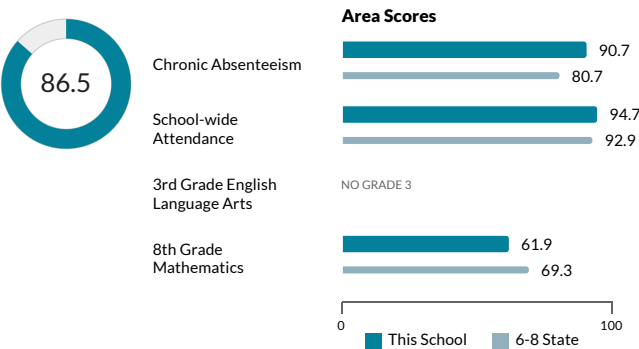 Area Scores
86.5
Chronic Absenteeism
90.7
80.7
School-wide
Attendance
94.7
92.9
3rd Grade English
Language Arts
NO GRADE 3
8th Grade
Mathematics
61.9
69.3
0
100
This School
6-8 State